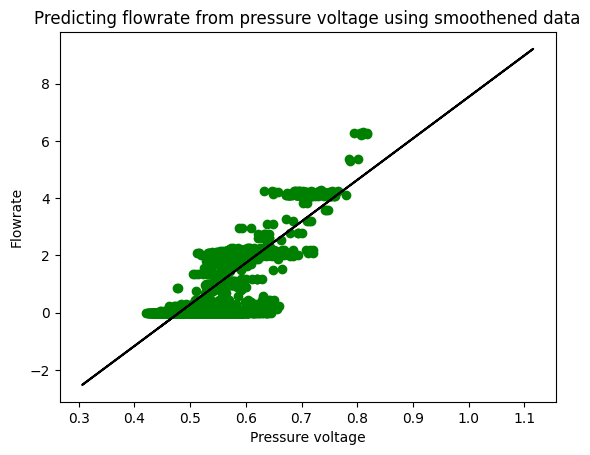 Predicting flowrate from pressure voltage using smoothened data
8
6
4
2
0
−2
Flowrate
0.3 0.4 0.5 0.6 0.7 0.8 0.9 1.0 1.1
Pressure voltage